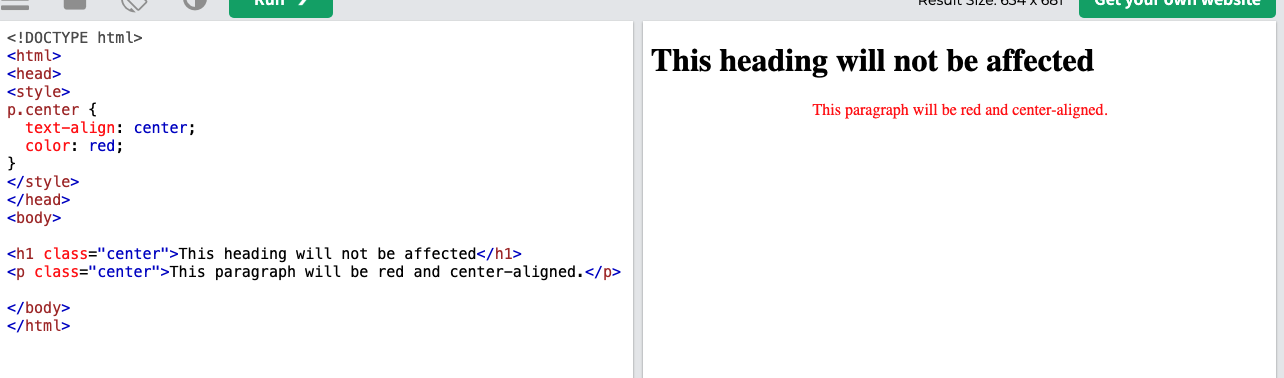 Run ❯
Result Size: 634 x 681
Get your own website
<!DOCTYPE html>
<html>
<head>
<style>
p.center {
  text-align: center;
  color: red;
}
</style>
</head>
<body>

<h1 class="center">This heading will not be affected</h1>
<p class="center">This paragraph will be red and center-aligned.</p>

</body>
</html>
This heading will not be affected
This paragraph will be red and center-aligned.